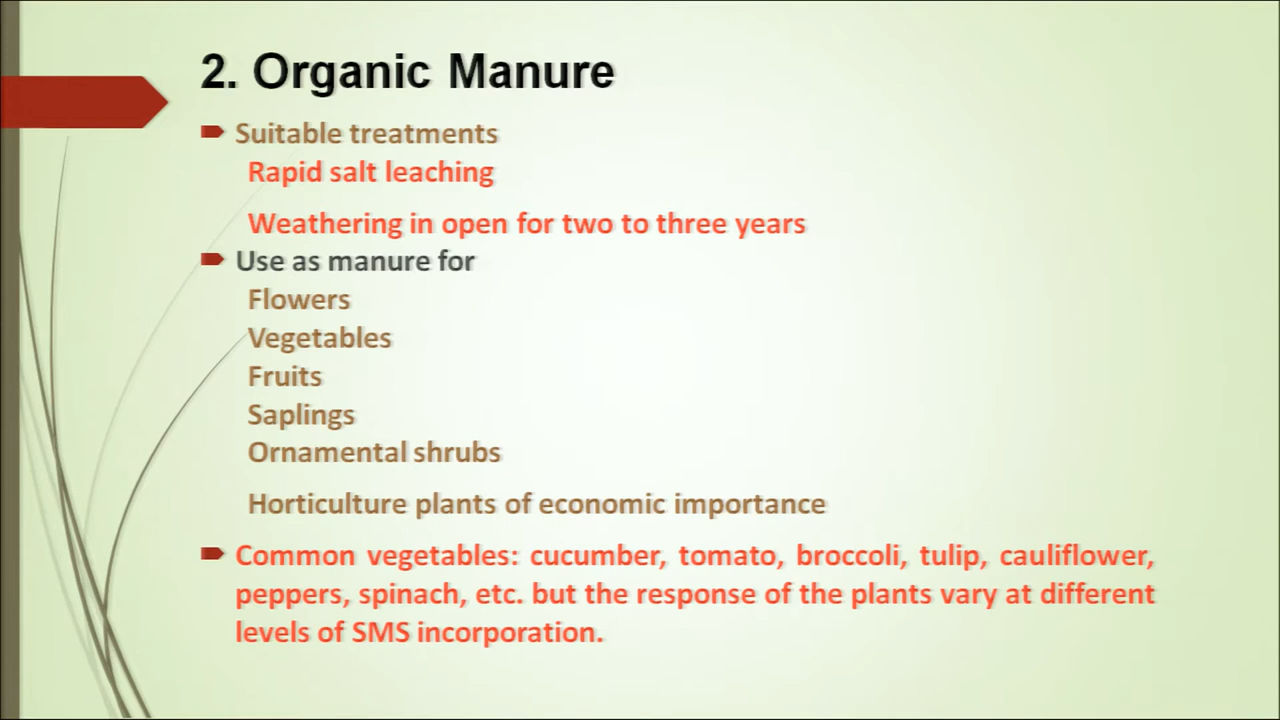 2. Organic Manure
Suitable treatments
Rapid salt leaching
Weathering in open for two to three years
Use as manure for
Flowers
Vegetables
Fruits
Saplings
Ornamental shrubs
Horticulture plants of economic importance
Common vegetables: cucumber, tomato, broccoli, tulip, cauliflower,
peppers, spinach, etc. but the response of the plants vary at different
levels of SMS incorporation.